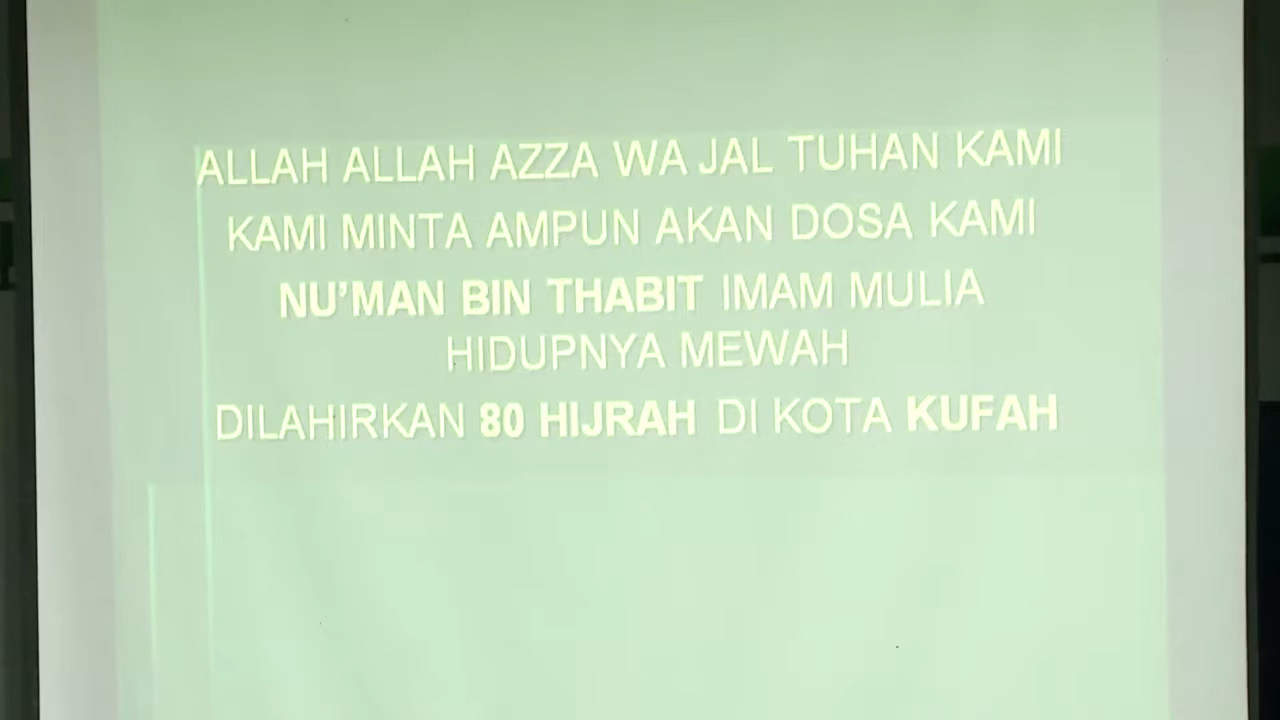 ALLAH ALLAH AZZA WA JAL TUHAN KAMI
KAMI MINTA AMPUN AKAN DOSA KAMI
NU'MAN BIN THABIT IMAM MULIA
HIDUPNYA MEWAH
DILAHIRKAN 80 HIJRAH DI KOTA KUFAH